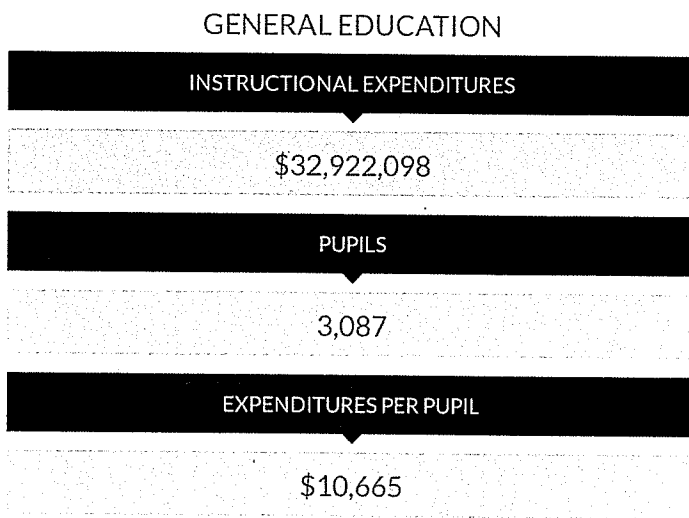 GENERAL EDUCATION
INSTRUCTIONAL EXPENDITURES
$32,922,098
PUPILS
3,087
EXPENDITURES PER PUPIL
$10,665